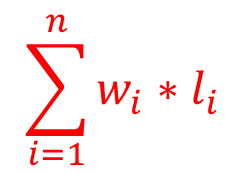 n
∑ wᵢ * lᵢ
i=1